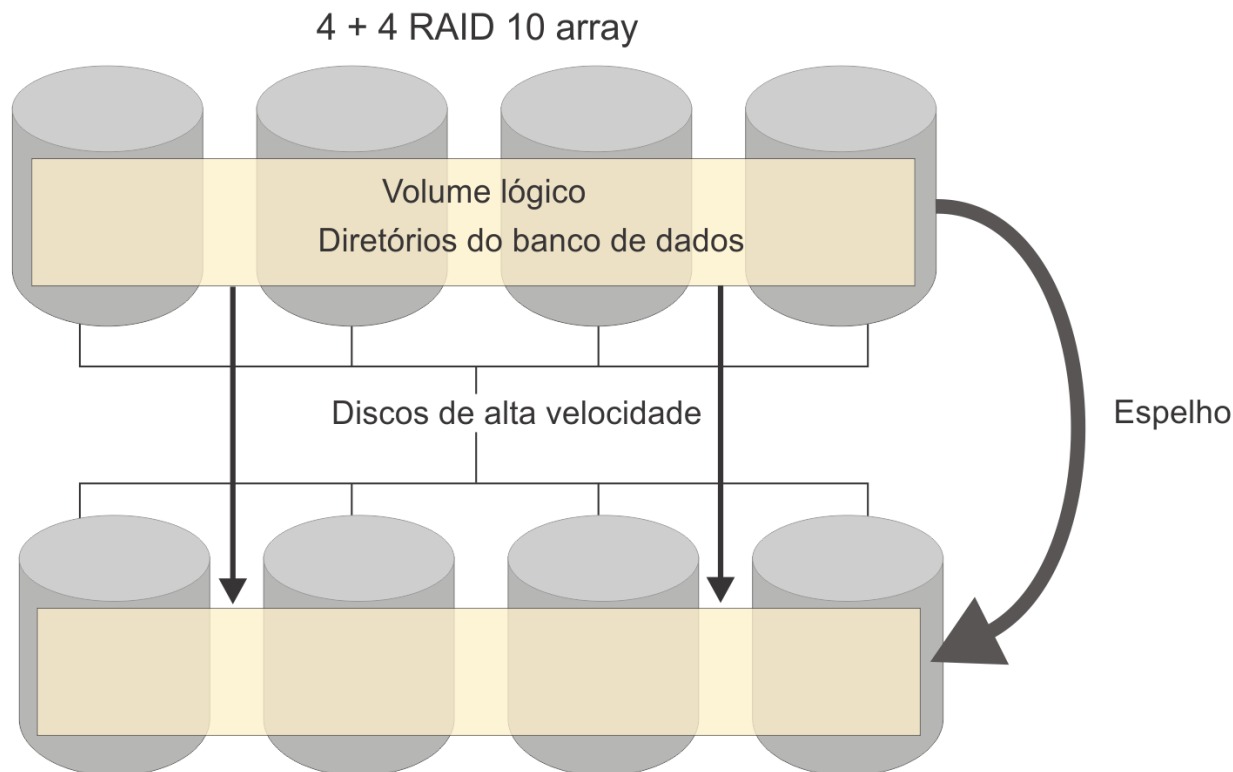 4 + 4 RAID 10 array
Volume lógico
Diretórios do banco de dados
Discos de alta velocidade
Espelho